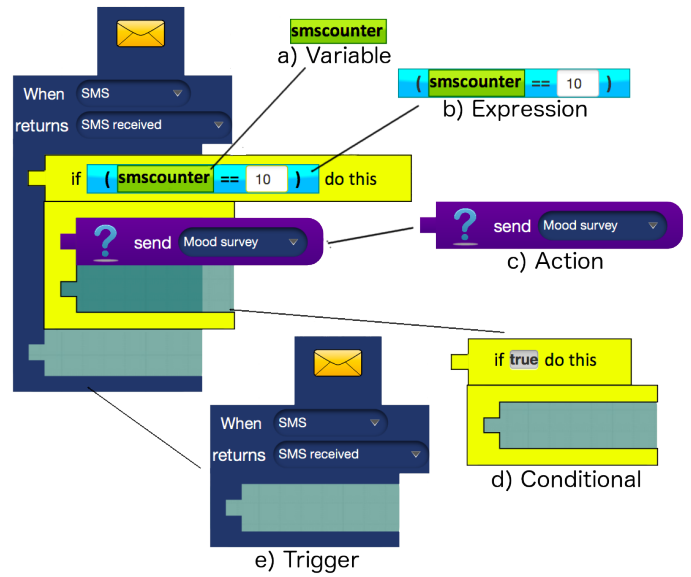 smscounter
a) Variable
When SMS
returns SMS received
( smscounter == 10 )
b) Expression
if ( smscounter == 10 ) do this
? send Mood survey
? send Mood survey
c) Action
if true do this
d) Conditional
When SMS
returns SMS received
e) Trigger